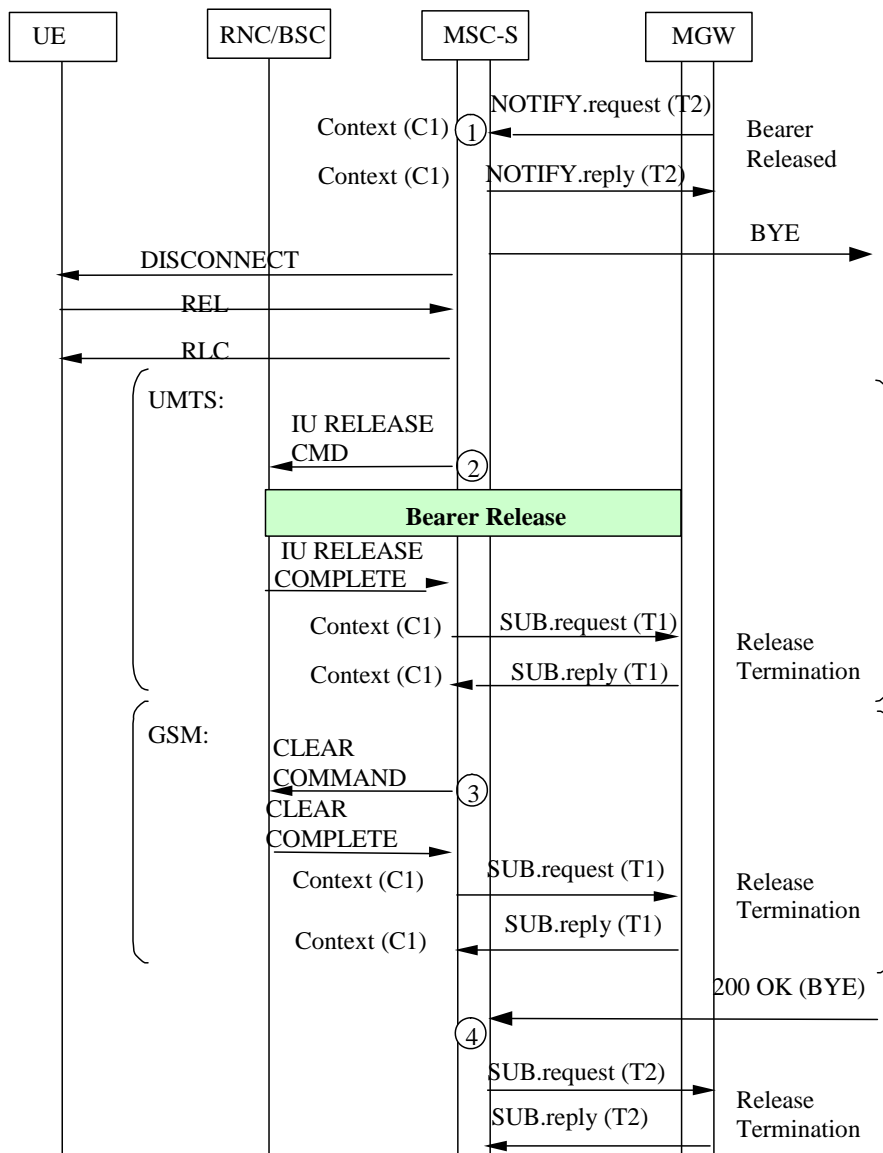 UE
RNC/BSC
MSC-S
MGW
NOTIFY.request (T2)
Context (C1)
1
Bearer
Released
Context (C1)
NOTIFY.reply (T2)
BYE
DISCONNECT
REL
RLC
UMTS:
IU RELEASE
CMD
2
Bearer Release
IU RELEASE
COMPLETE
Context (C1)
SUB.request (T1)
Release
Termination
Context (C1)
SUB.reply (T1)
GSM:
CLEAR
COMMAND
3
CLEAR
COMPLETE
Context (C1)
SUB.request (T1)
Release
Termination
Context (C1)
SUB.reply (T1)
200 OK (BYE)
4
SUB.request (T2)
Release
Termination
SUB.reply (T2)